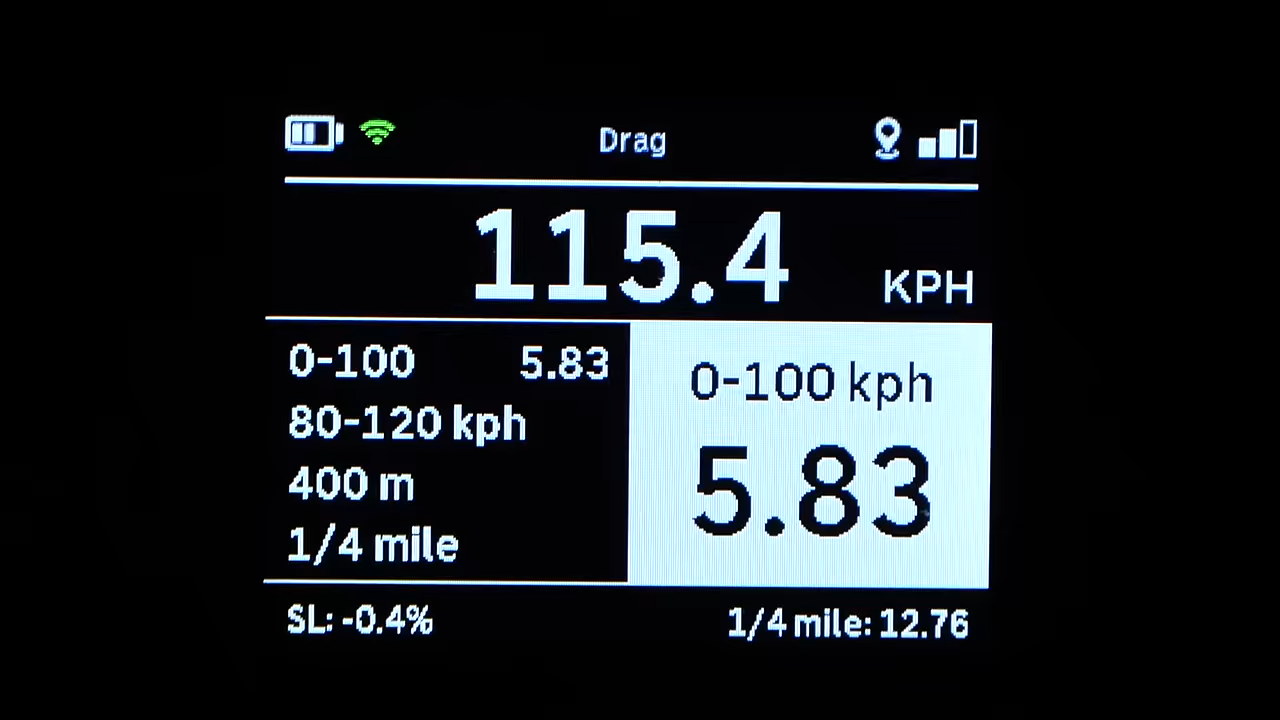 Drag
115.4 KPH
0-100 5.83
80-120 kph
400 m
1/4 mile
0-100 kph
5.83
SL: -0.4%
1/4 mile: 12.76